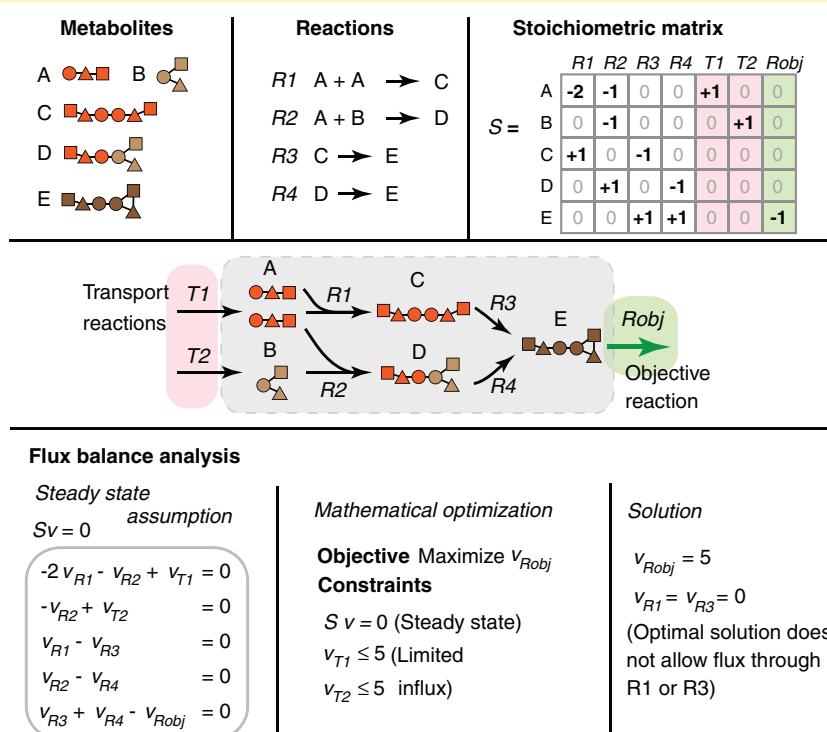 Metabolites
A B
C
D
E
Reactions
R1 A + A C
R2 A + B D
R3 C E
R4 D E
Stoichiometric matrix
R1 R2 R3 R4 T1 T2 Robj
S =
A -2 -1 0 0 +1 0 0
B 0 -1 0 0 0 +1 0
C +1 0 -1 0 0 0 0
D 0 +1 0 -1 0 0 0
E 0 0 +1 +1 0 0 -1
Transport
reactions
T1
T2
A
B
R1
R2
C
D
R3
R4
E
Robj
Objective
reaction
Flux balance analysis
Steady state
assumption
Sv = 0
-2 vR1 - vR2 + vT1 = 0
-vR2 + vT2 = 0
vR1 - vR3 = 0
vR2 - vR4 = 0
vR3 + vR4 - vRobj = 0
Mathematical optimization
Objective Maximize vRobj
Constraints
S v = 0 (Steady state)
vT1 ≤ 5 (Limited
vT2 ≤ 5 influx)
Solution
vRobj = 5
vR1 = vR3 = 0
(Optimal solution does
not allow flux through
R1 or R3)